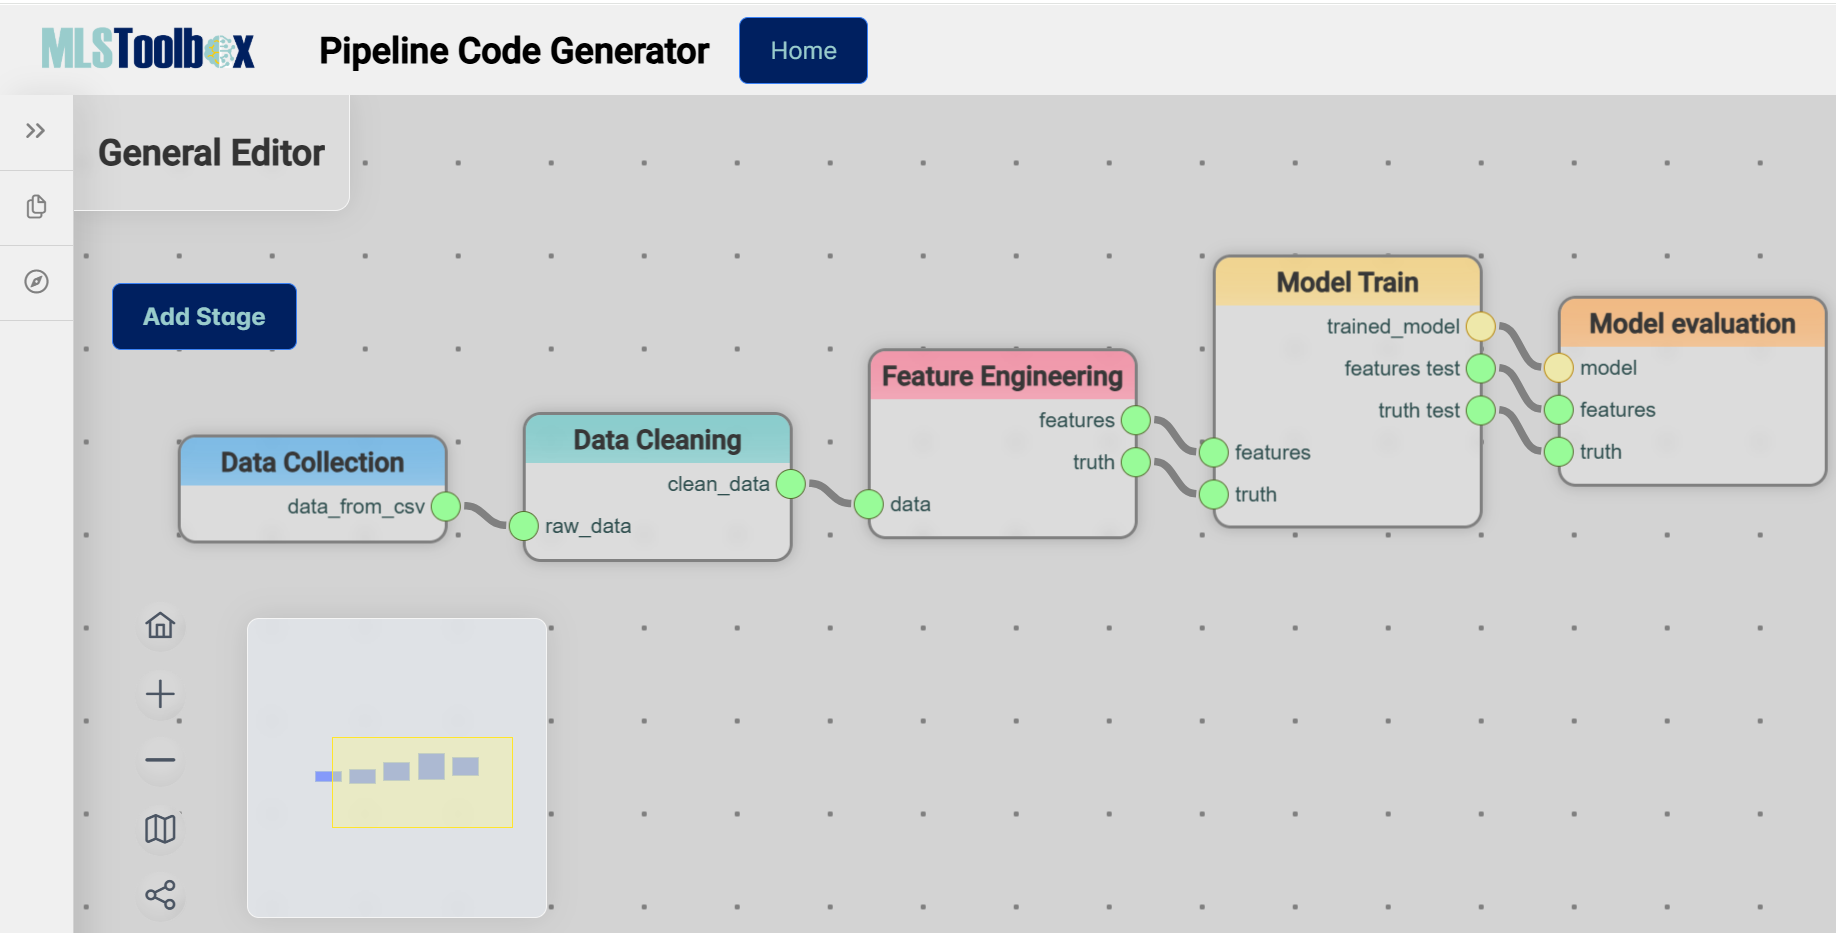 MLSToolbox
Pipeline Code Generator
Home
General Editor
Add Stage
Data Collection
data_from_csv
Data Cleaning
clean_data
raw_data
Feature Engineering
features
truth
data
Model Train
trained_model
features test
truth test
features
truth
Model evaluation
model
features
truth